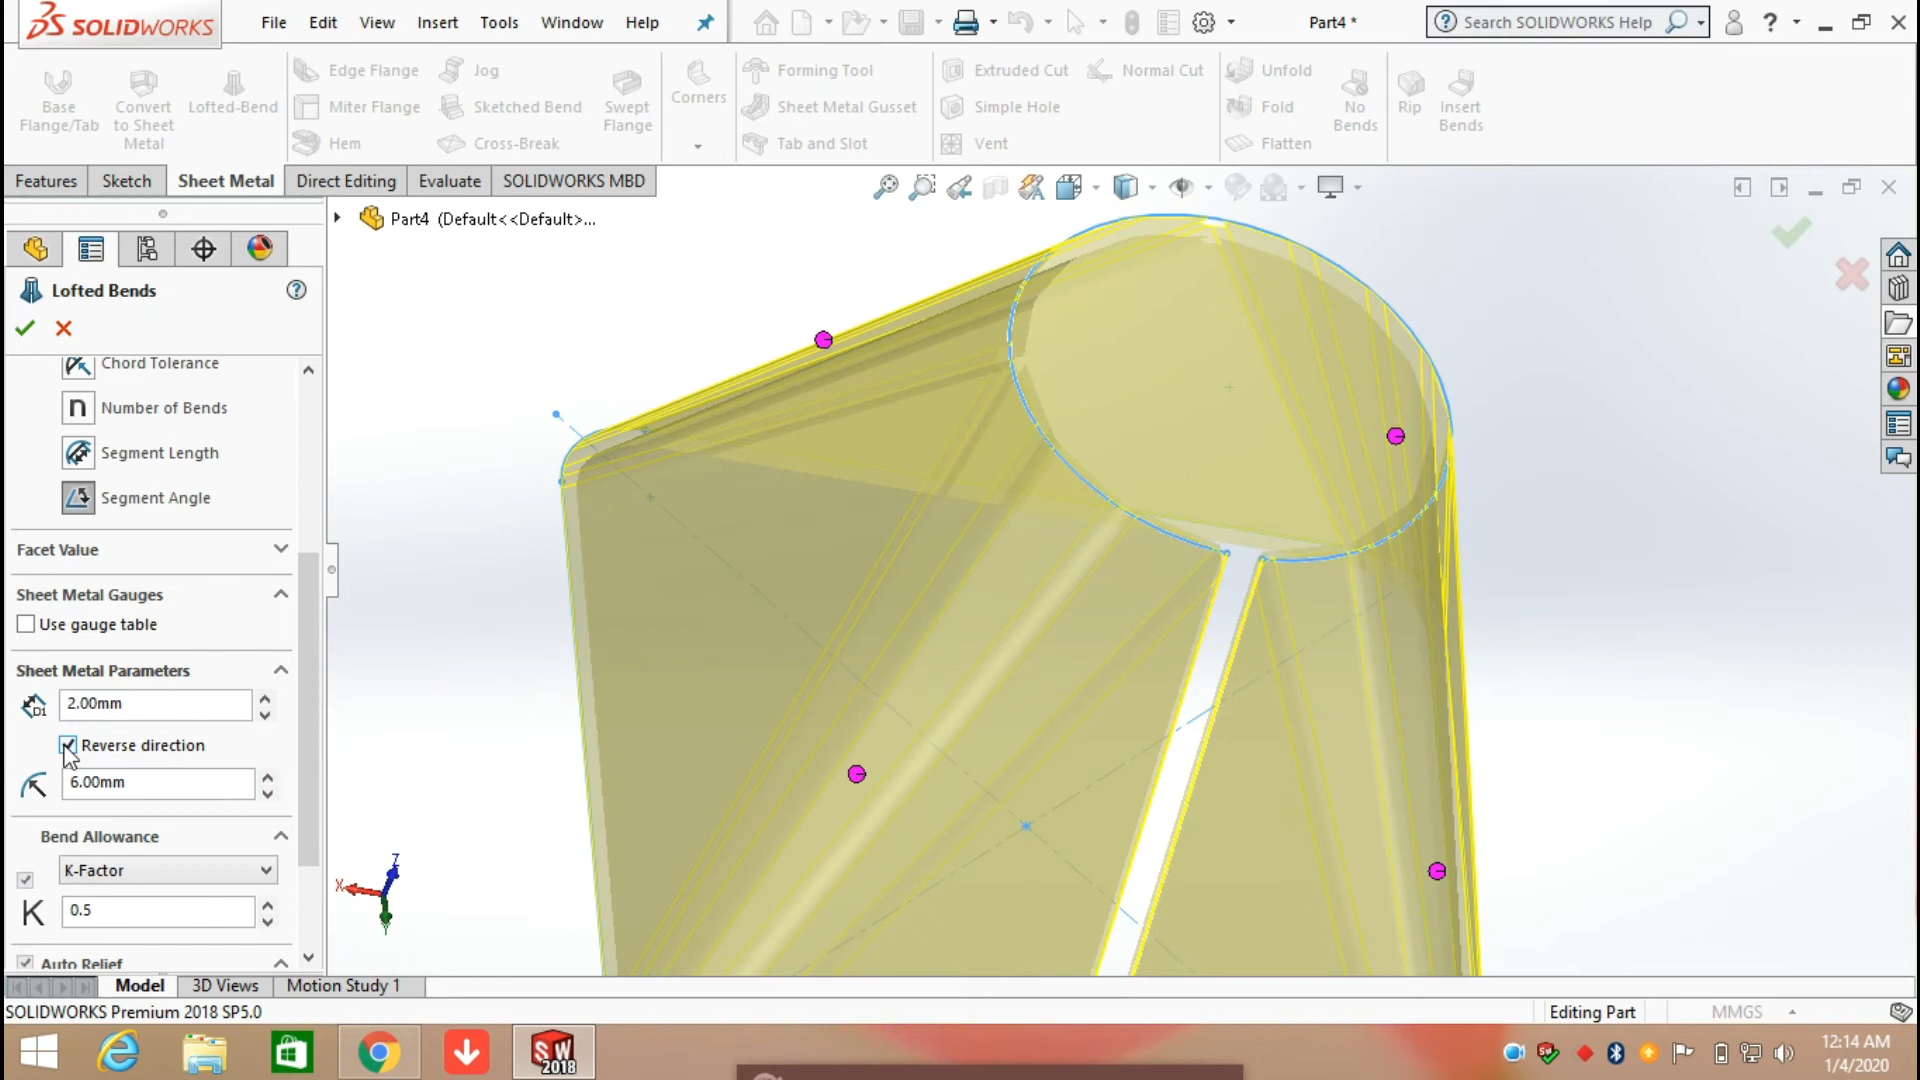 SOLIDWORKS File Edit View Insert Tools Window Help Part4 * Search SOLIDWORKS Help ?
Base Flange/Tab
Convert to Sheet Metal
Lofted-Bend
Edge Flange
Miter Flange
Hem
Jog
Sketched Bend
Cross-Break
Swept Flange
Corners
Forming Tool
Sheet Metal Gusset
Tab and Slot
Extruded Cut
Simple Hole
Vent
Normal Cut
Unfold
Fold
Flatten
No Bends
Rip
Insert Bends
Features Sketch Sheet Metal Direct Editing Evaluate SOLIDWORKS MBD
Part4 (Default<<Default>...
Lofted Bends
Chord Tolerance
n Number of Bends
Segment Length
Segment Angle
Facet Value
Sheet Metal Gauges
Use gauge table
Sheet Metal Parameters
D1 2.00mm
Reverse direction
6.00mm
Bend Allowance
K-Factor
K 0.5
Auto Relief
X Z
Model 3D Views Motion Study 1
SOLIDWORKS Premium 2018 SP5.0 Editing Part MMGS
SW 2018
12:14 AM
1/4/2020